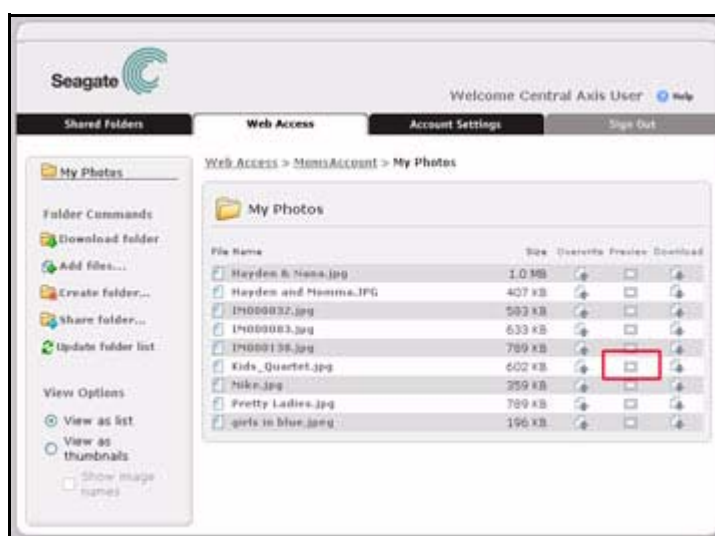 Seagate
Welcome Central Axis User Help
Shared Folders Web Access Account Settings Sign Out
My Photos
Folder Commands
Download folder
Add files...
Create folder...
Share folder...
Update folder list
View Options
View as list
View as
thumbnails
Show image
names
Web Access > MomsAccount > My Photos
My Photos
File Name Size Overwrite Preview Download
Hayden & Nana.jpg 1.0 MB
Hayden and Momma.JPG 407 KB
IM000032.jpg 583 KB
IM000083.jpg 633 KB
IM000138.jpg 789 KB
Kids_Quartet.jpg 602 KB
Mike.jpg 359 KB
Pretty Ladies.jpg 789 KB
girls in blue.jpeg 196 KB